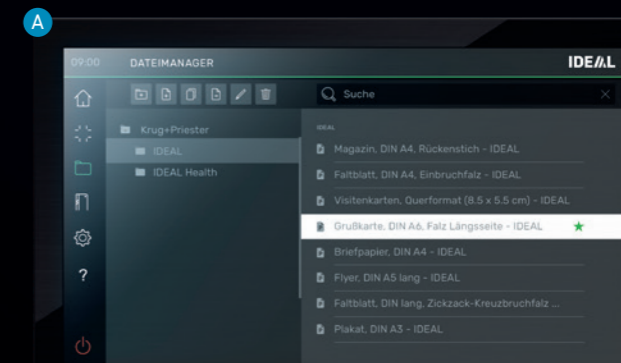 A
09:00 DATEIMANAGER IDEAL
Suche
Krug+Priester
IDEAL
IDEAL Health
IDEAL
Magazin, DIN A4, Rückenstich - IDEAL
Faltblatt, DIN A4, Einbruchfalz - IDEAL
Visitenkarten, Querformat (8.5 x 5.5 cm) - IDEAL
Grußkarte, DIN A6, Falz Längsseite - IDEAL
Briefpapier, DIN A4 - IDEAL
Flyer, DIN A5 lang - IDEAL
Faltblatt, DIN lang, Zickzack-Kreuzbruchfalz ...
Plakat, DIN A3 - IDEAL
?